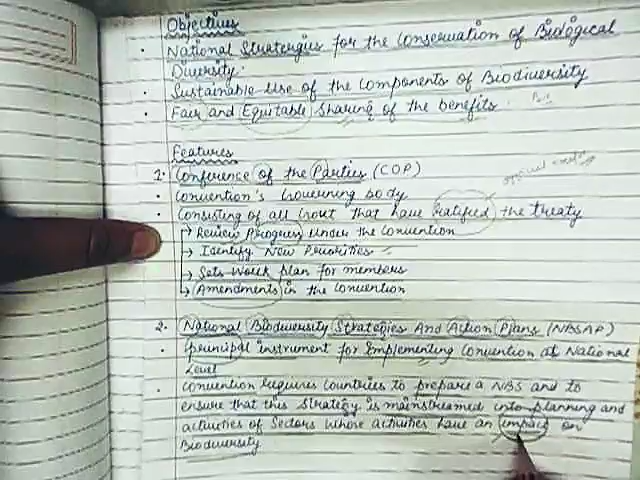 Objectives
• National Stratergies for the Conservation of Biological
Diversity.
• Sustainable Use of the Components of Biodiversity
• Fair and Equitable Sharing of the benefits.
Features
1. Conference of the Parties (COP)
• Convention's Governing body
• Consisting of all Govt that have Ratified the treaty
→ Review Progress under the Convention
→ Identify New Priorities
→ Sets Work plan for members
→ Amendments in the Convention
2. National Biodiversity Strategies And Action Plans (NBSAP)
• principal instrument for Implementing Convention at National
Level
• Convention requires Countries to prepare a NBS and to
ensure that this Strategy is mainstreamed into planning and
activities of Sectors whose activities have an impact on
Biodiversity